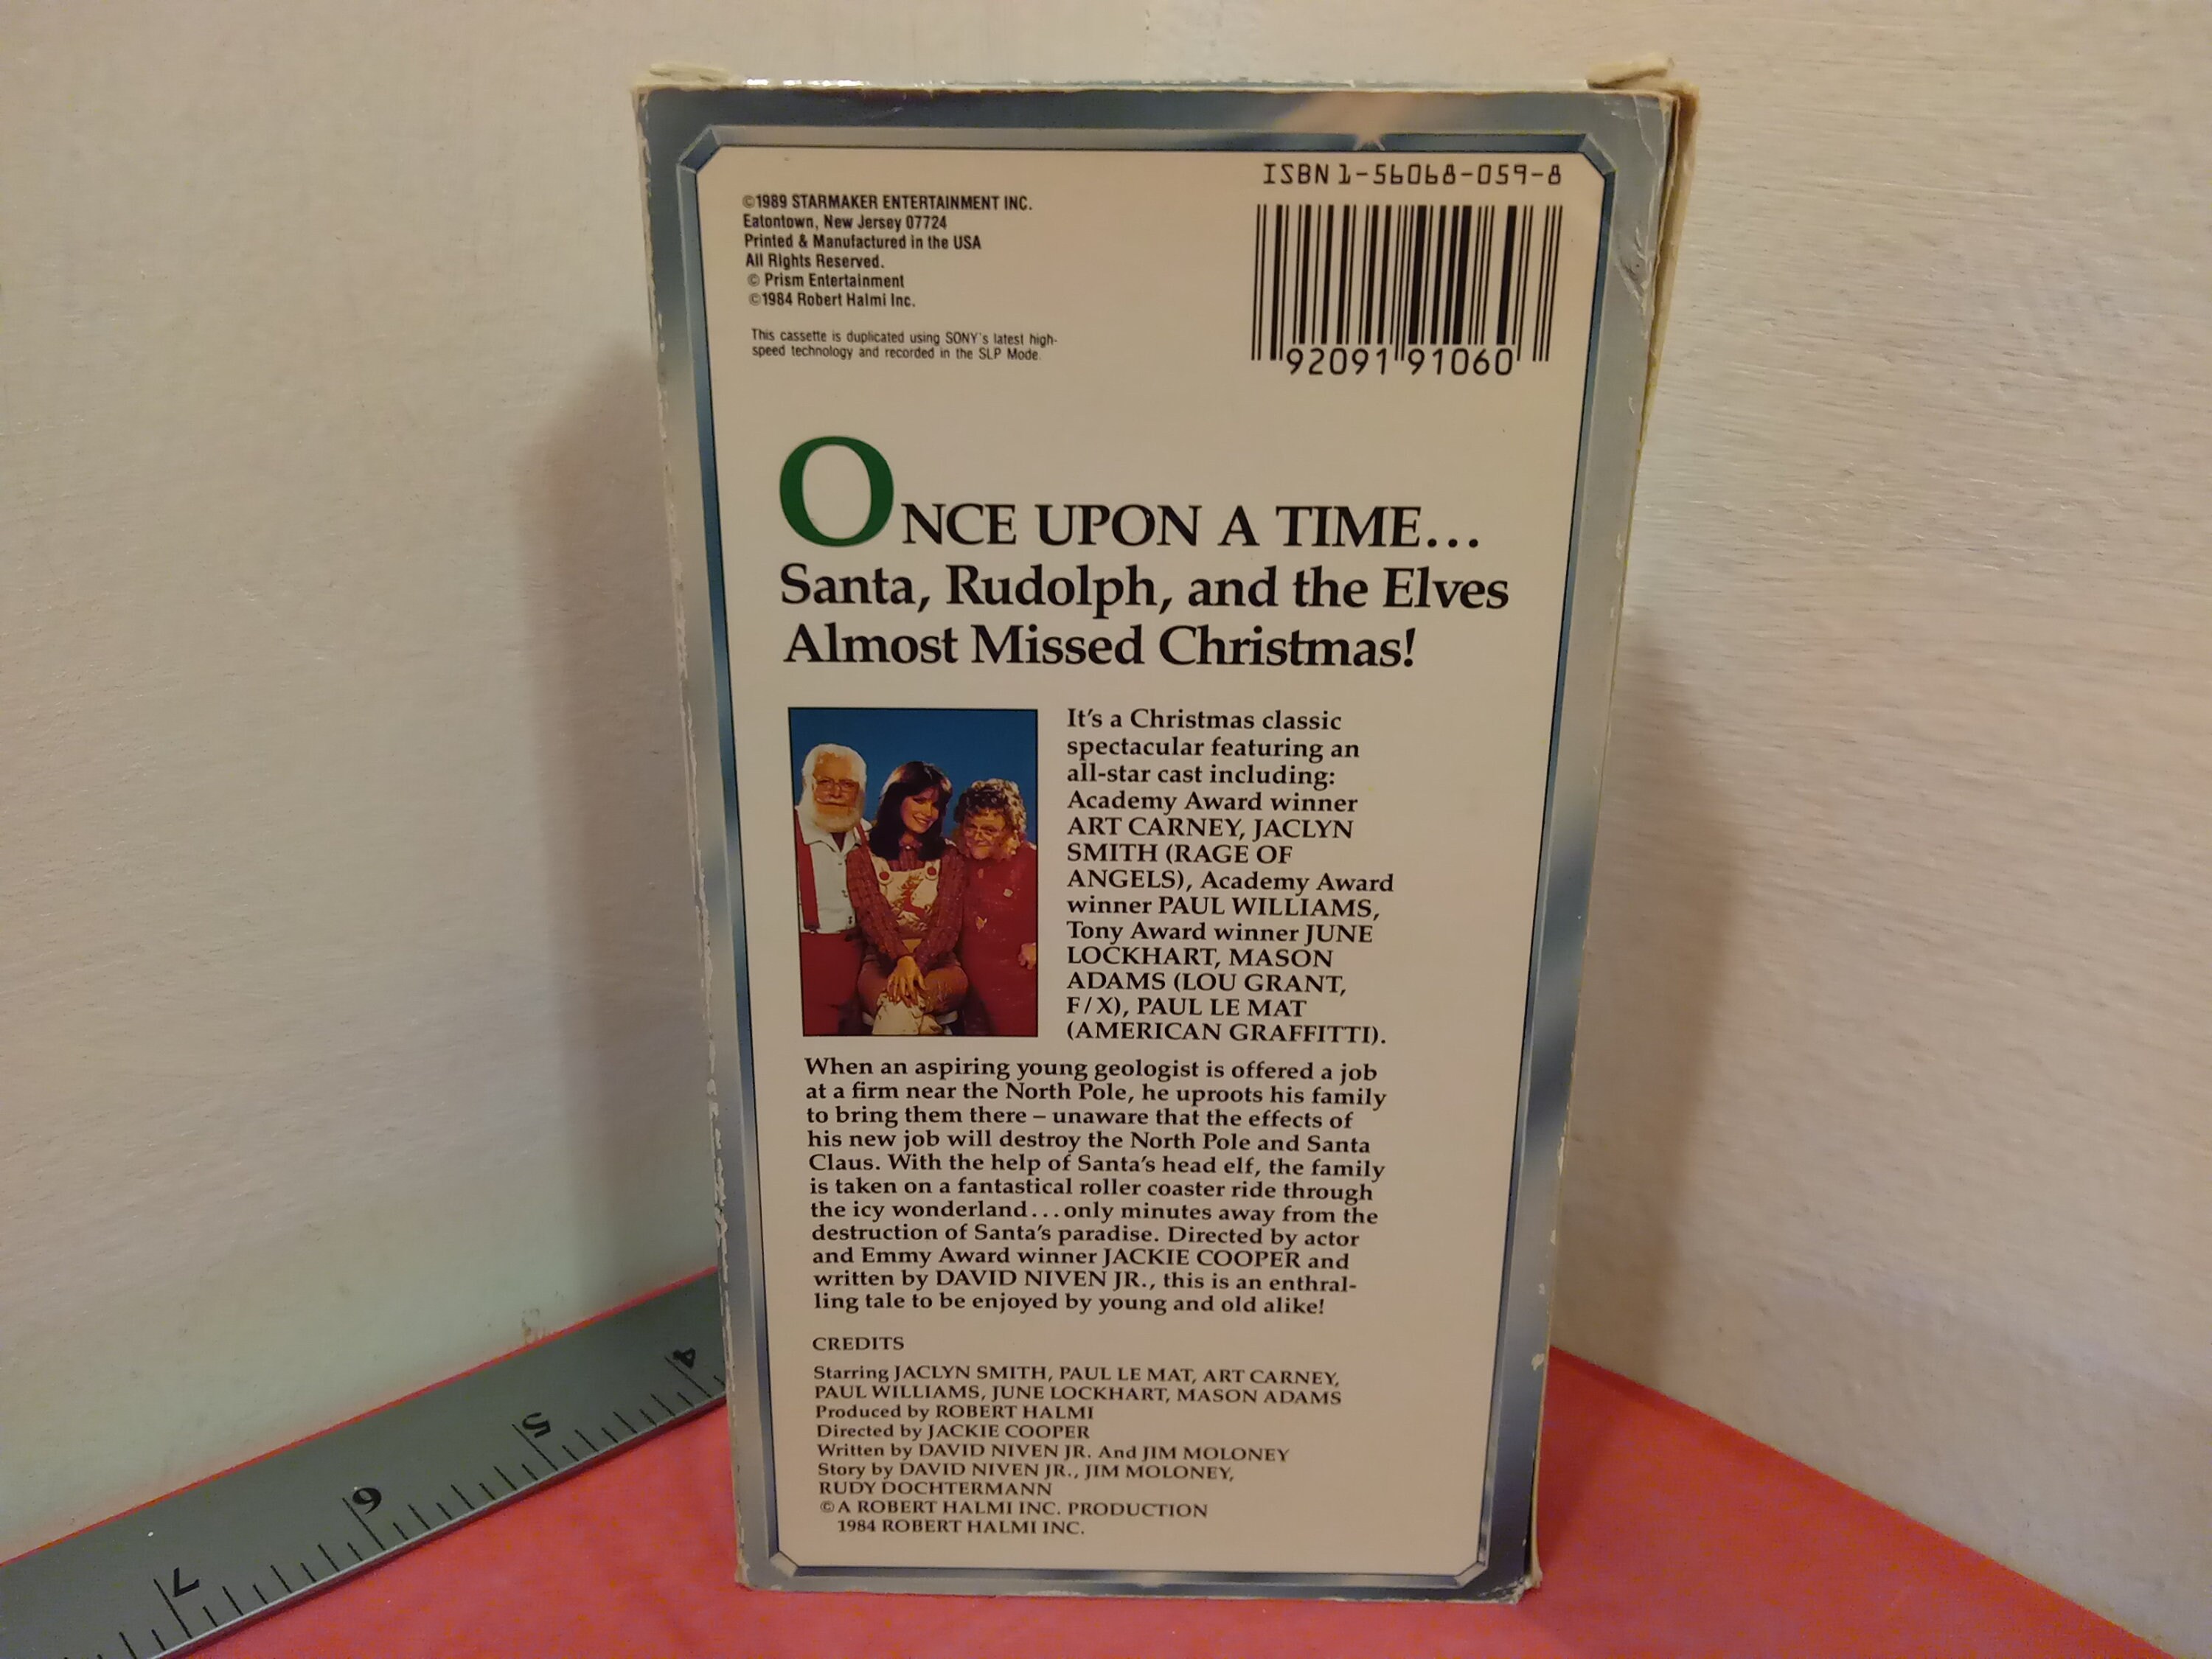 ©1989 STARMAKER ENTERTAINMENT INC.
Eatontown, New Jersey 07724
Printed & Manufactured in the USA
All Rights Reserved.
© Prism Entertainment
©1984 Robert Halmi Inc.
This cassette is duplicated using SONY's latest high-
speed technology and recorded in the SLP Mode.
ISBN 1-56068-059-8
92091 91060
ONCE UPON A TIME...
Santa, Rudolph, and the Elves
Almost Missed Christmas!
It's a Christmas classic
spectacular featuring an
all-star cast including:
Academy Award winner
ART CARNEY, JACLYN
SMITH (RAGE OF
ANGELS), Academy Award
winner PAUL WILLIAMS,
Tony Award winner JUNE
LOCKHART, MASON
ADAMS (LOU GRANT,
F/X), PAUL LE MAT
(AMERICAN GRAFFITTI).
When an aspiring young geologist is offered a job
at a firm near the North Pole, he uproots his family
to bring them there – unaware that the effects of
his new job will destroy the North Pole and Santa
Claus. With the help of Santa's head elf, the family
is taken on a fantastical roller coaster ride through
the icy wonderland...only minutes away from the
destruction of Santa's paradise. Directed by actor
and Emmy Award winner JACKIE COOPER and
written by DAVID NIVEN JR., this is an enthral-
ling tale to be enjoyed by young and old alike!
CREDITS
Starring JACLYN SMITH, PAUL LE MAT, ART CARNEY,
PAUL WILLIAMS, JUNE LOCKHART, MASON ADAMS
Produced by ROBERT HALMI
Directed by JACKIE COOPER
Written by DAVID NIVEN JR. And JIM MOLONEY
Story by DAVID NIVEN JR., JIM MOLONEY,
RUDY DOCHTERMANN
©A ROBERT HALMI INC. PRODUCTION
1984 ROBERT HALMI INC.
4
5
6
7